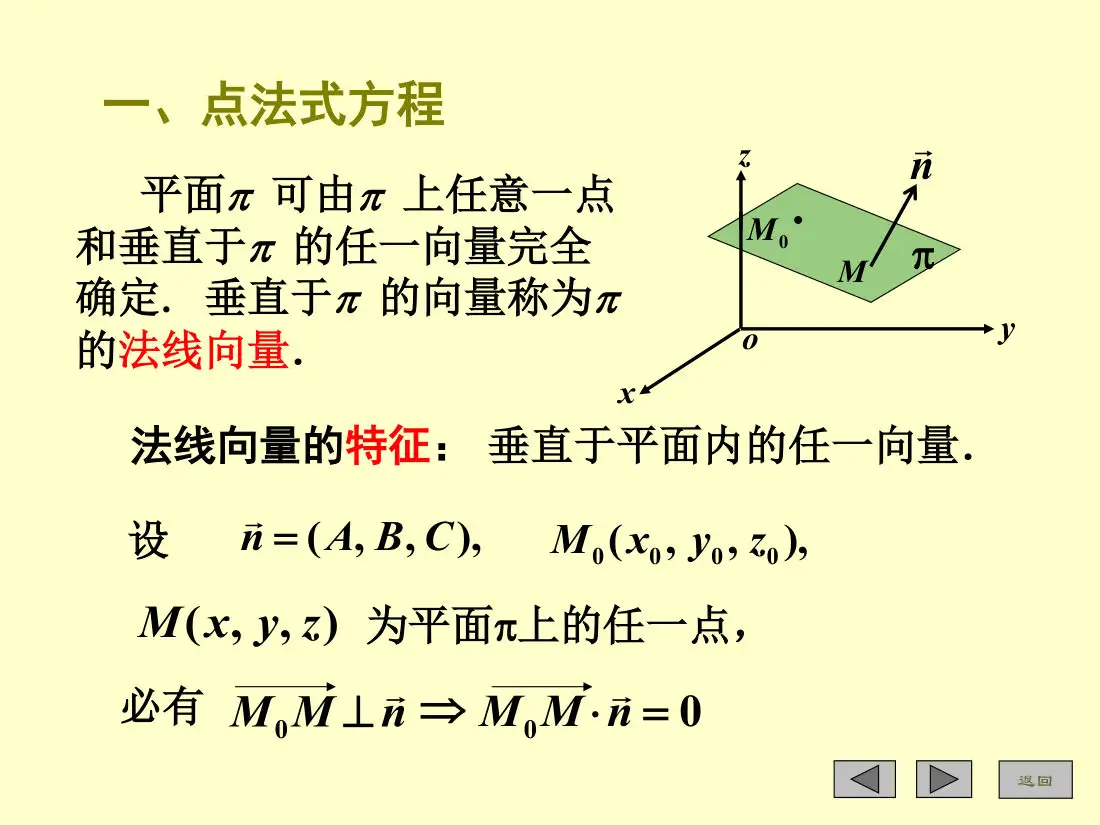 一、点法式方程
平面π 可由π 上任意一点
和垂直于π 的任一向量完全
确定. 垂直于π 的向量称为π
的法线向量.
z
n⃗
M₀
M
π
o
y
x
法线向量的特征: 垂直于平面内的任一向量.
设 n⃗ = (A, B, C), M₀(x₀, y₀, z₀),
M(x, y, z) 为平面π上的任一点,
必有 \overrightarrow{M₀M} ⊥ n⃗ ⇒ \overrightarrow{M₀M} · n⃗ = 0
返回